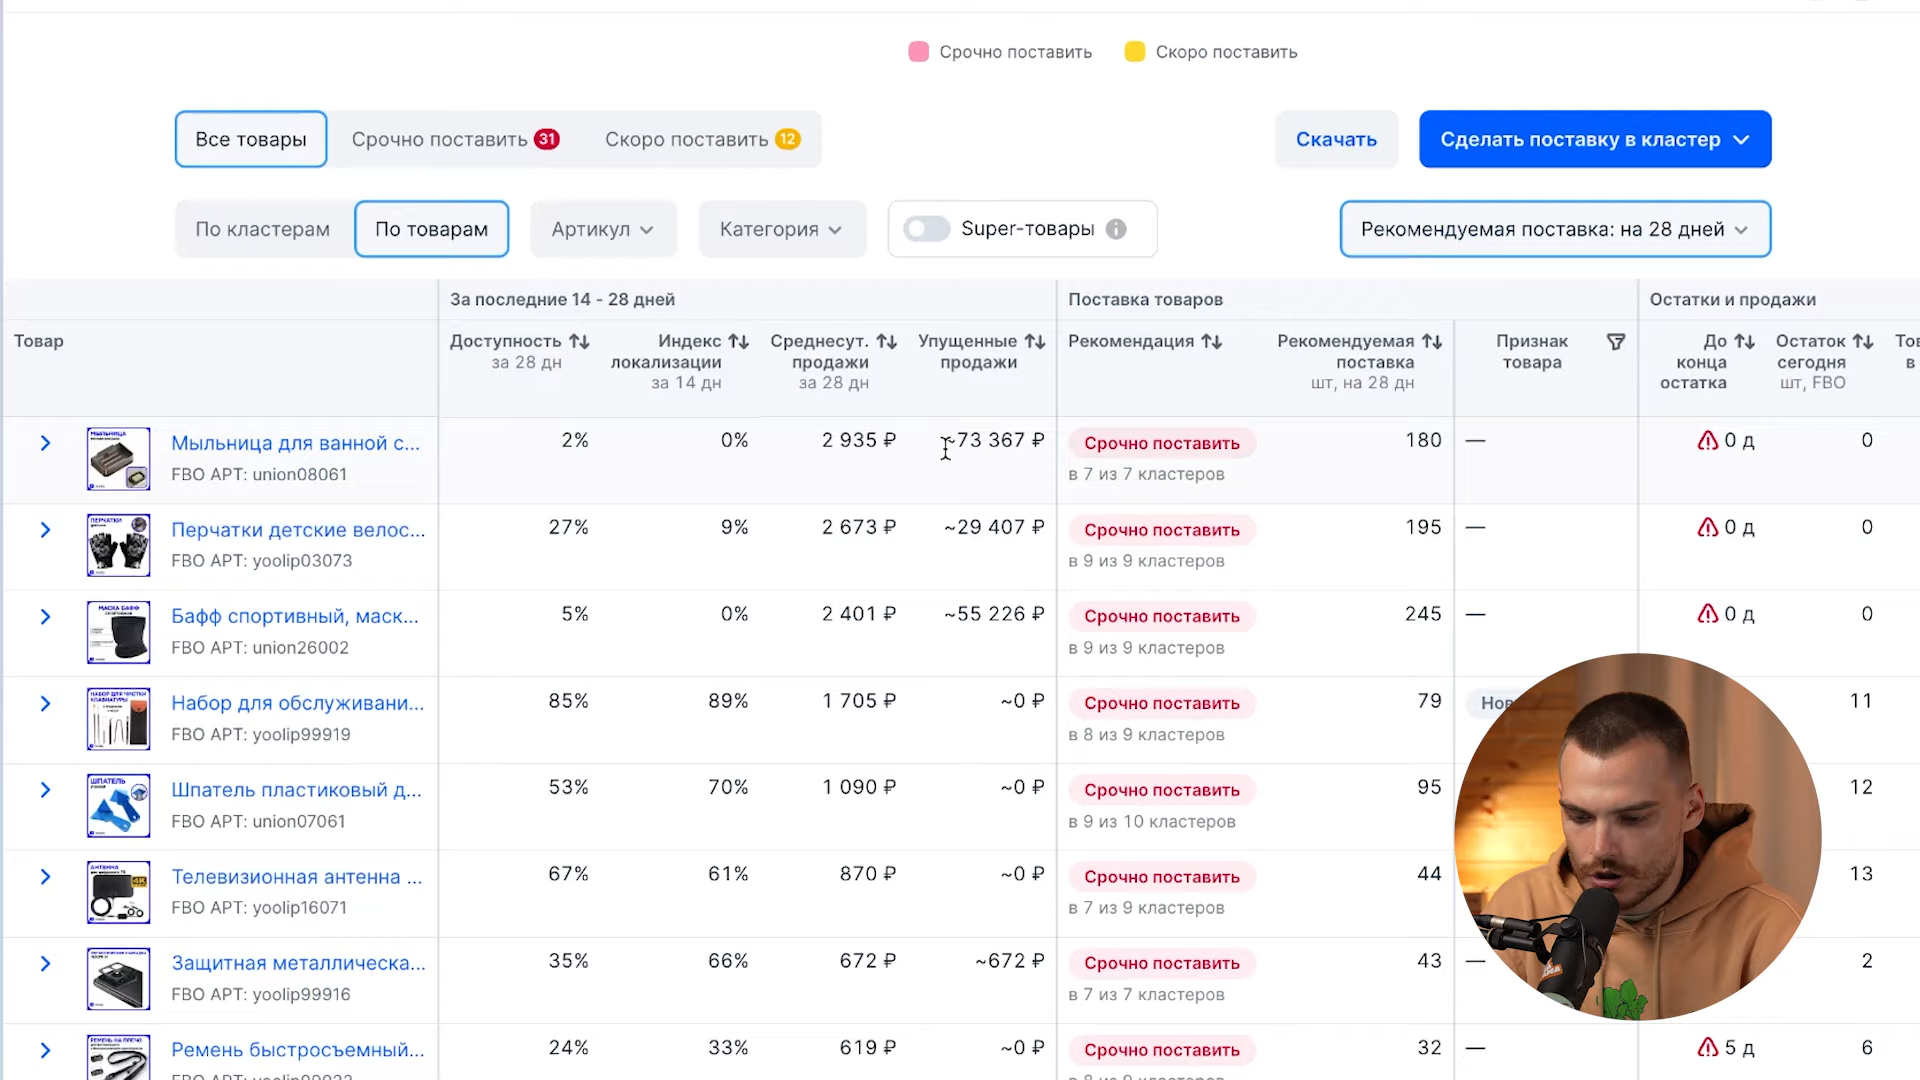 Срочно поставить Скоро поставить
Все товары Срочно поставить 31 Скоро поставить 12 Скачать Сделать поставку в кластер
По кластерам По товарам Артикул Категория Super-товары Рекомендуемая поставка: на 28 дней
За последние 14 - 28 дней Поставка товаров Остатки и продажи
Товар Доступность Индекс Среднесут. Упущенные Рекомендация Рекомендуемая Признак До Остаток
за 28 дн локализации продажи продажи поставка товара конца сегодня в
за 14 дн за 28 дн шт, на 28 дн остатка шт, FBO
Мыльница для ванной с... 2% 0% 2 935 ₽ ~73 367 ₽ Срочно поставить 180 — 0 д 0
FBO АРТ: union08061 в 7 из 7 кластеров
Перчатки детские велос... 27% 9% 2 673 ₽ ~29 407 ₽ Срочно поставить 195 — 0 д 0
FBO АРТ: yoolip03073 в 9 из 9 кластеров
Бафф спортивный, маск... 5% 0% 2 401 ₽ ~55 226 ₽ Срочно поставить 245 — 0 д 0
FBO АРТ: union26002 в 9 из 9 кластеров
Набор для обслуживани... 85% 89% 1 705 ₽ ~0 ₽ Срочно поставить 79 11
FBO АРТ: yoolip99919 в 8 из 9 кластеров
Шпатель пластиковый д... 53% 70% 1 090 ₽ ~0 ₽ Срочно поставить 95 12
FBO АРТ: union07061 в 9 из 10 кластеров
Телевизионная антенна ... 67% 61% 870 ₽ ~0 ₽ Срочно поставить 44 13
FBO АРТ: yoolip16071 в 7 из 9 кластеров
Защитная металлическа... 35% 66% 672 ₽ ~672 ₽ Срочно поставить 43 — 2
FBO АРТ: yoolip99916 в 7 из 7 кластеров
Ремень быстросъемный... 24% 33% 619 ₽ ~0 ₽ Срочно поставить 32 — 5 д 6